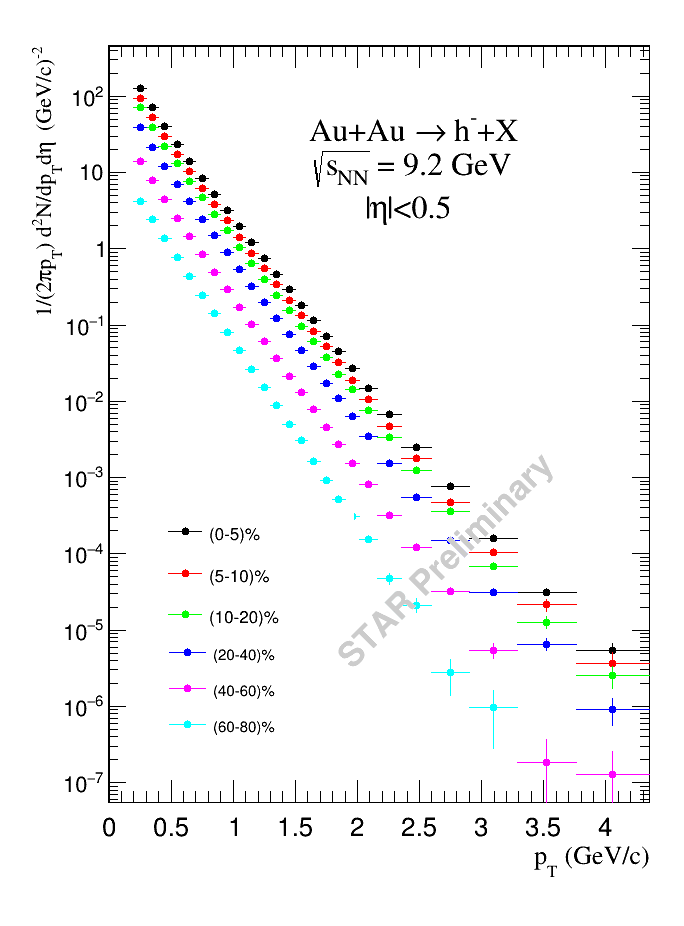 1/(2πp_T) d²N/dp_Tdη (GeV/c)⁻²
10²
10
1
10⁻¹
10⁻²
10⁻³
10⁻⁴
10⁻⁵
10⁻⁶
10⁻⁷
Au+Au → h⁻+X
√s_NN = 9.2 GeV
|η|<0.5
STAR Preliminary
(0-5)%
(5-10)%
(10-20)%
(20-40)%
(40-60)%
(60-80)%
0 0.5 1 1.5 2 2.5 3 3.5 4
p_T (GeV/c)